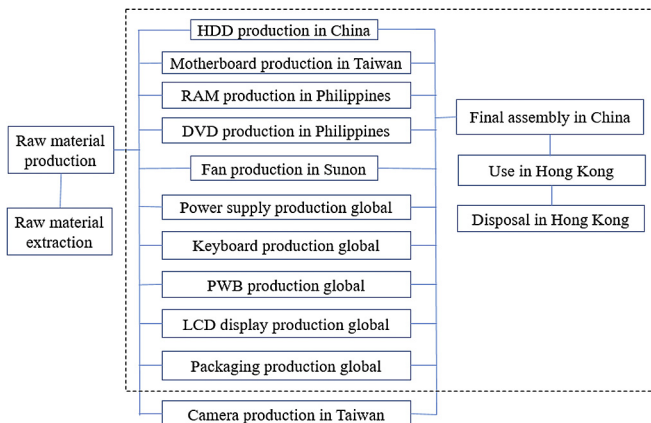 HDD production in China
Motherboard production in Taiwan
RAM production in Philippines
DVD production in Philippines
Fan production in Sunon
Power supply production global
Keyboard production global
PWB production global
LCD display production global
Packaging production global
Camera production in Taiwan
Raw material
production
Raw material
extraction
Final assembly in China
Use in Hong Kong
Disposal in Hong Kong